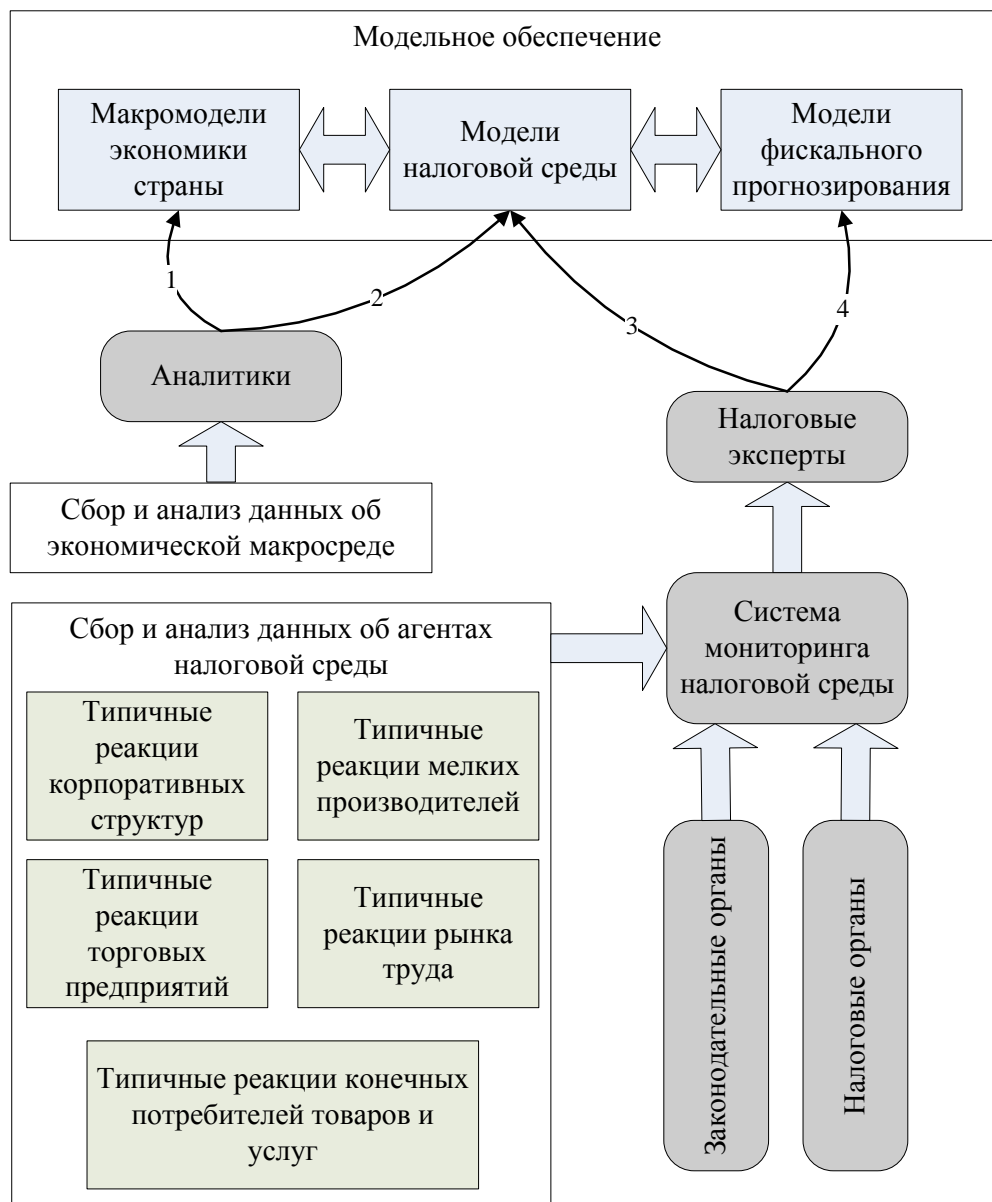 Модельное обеспечение
Макромодели
экономики
страны
Модели
налоговой среды
Модели
фискального
прогнозирования
1
2
3
4
Аналитики
Налоговые
эксперты
Сбор и анализ данных об
экономической макросреде
Сбор и анализ данных об агентах
налоговой среды
Система
мониторинга
налоговой среды
Типичные
реакции
корпоративных
структур
Типичные
реакции мелких
производителей
Типичные
реакции
торговых
предприятий
Типичные
реакции рынка
труда
Типичные реакции конечных
потребителей товаров и
услуг
Законодательные органы
Налоговые органы